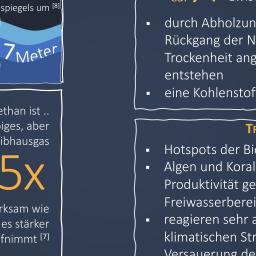 spiegels um [8]
7 Meter
ethan ist ..
iges, aber
ibhausgas
5x
rksam wie
es stärker
fnimmt [7]
▪ durch Abholzun
Rückgang der N
Trockenheit ang
entstehen
▪ eine Kohlenstof
▪ Hotspots der Bi
▪ Algen und Koral
Produktivität ge
Freiwasserberei
▪ reagieren sehr a
klimatischen Str
Versauerung de